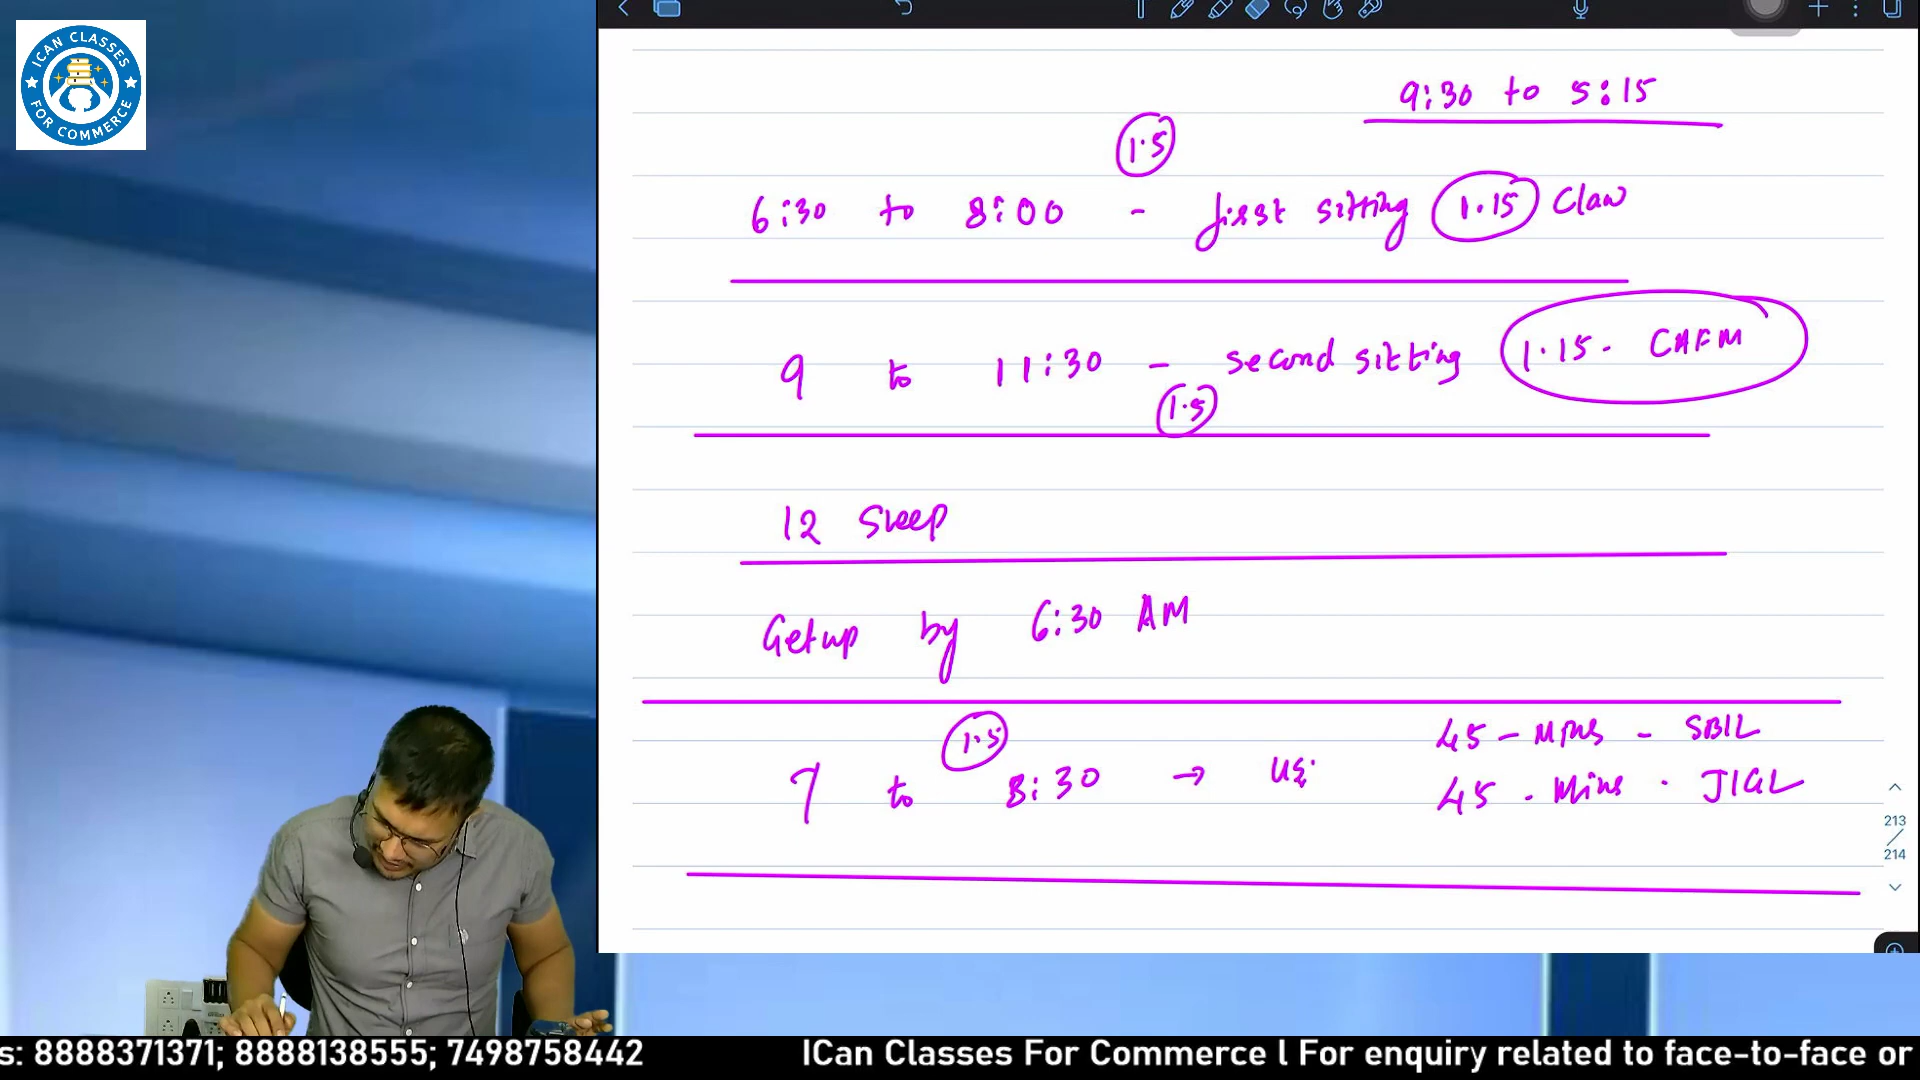 ICAN CLASSES
FOR COMMERCE
9:30 to 5:15
1.5
6:30 to 8:00 - first sitting 1.15 Claw
9 to 11:30 - second sitting 1.15 - CAFM
1.5
12 Sleep
Getup by 6:30 AM
1.5
45 - Mins - SBIL
7 to 8:30 →
45 - Mins - JIGL
213
214
s: 8888371371; 8888138555; 7498758442 ICan Classes For Commerce l For enquiry related to face-to-face or